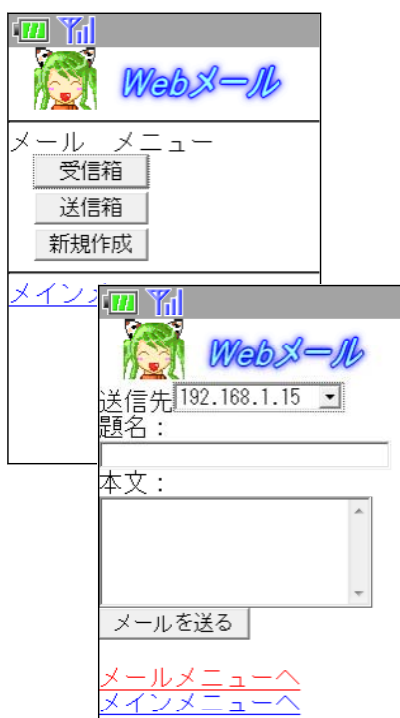 Webメール
メール メニュー
受信箱
送信箱
新規作成
メイン
Webメール
送信先 192.168.1.15
題名：
本文：
メールを送る
メールメニューへ
メインメニューへ